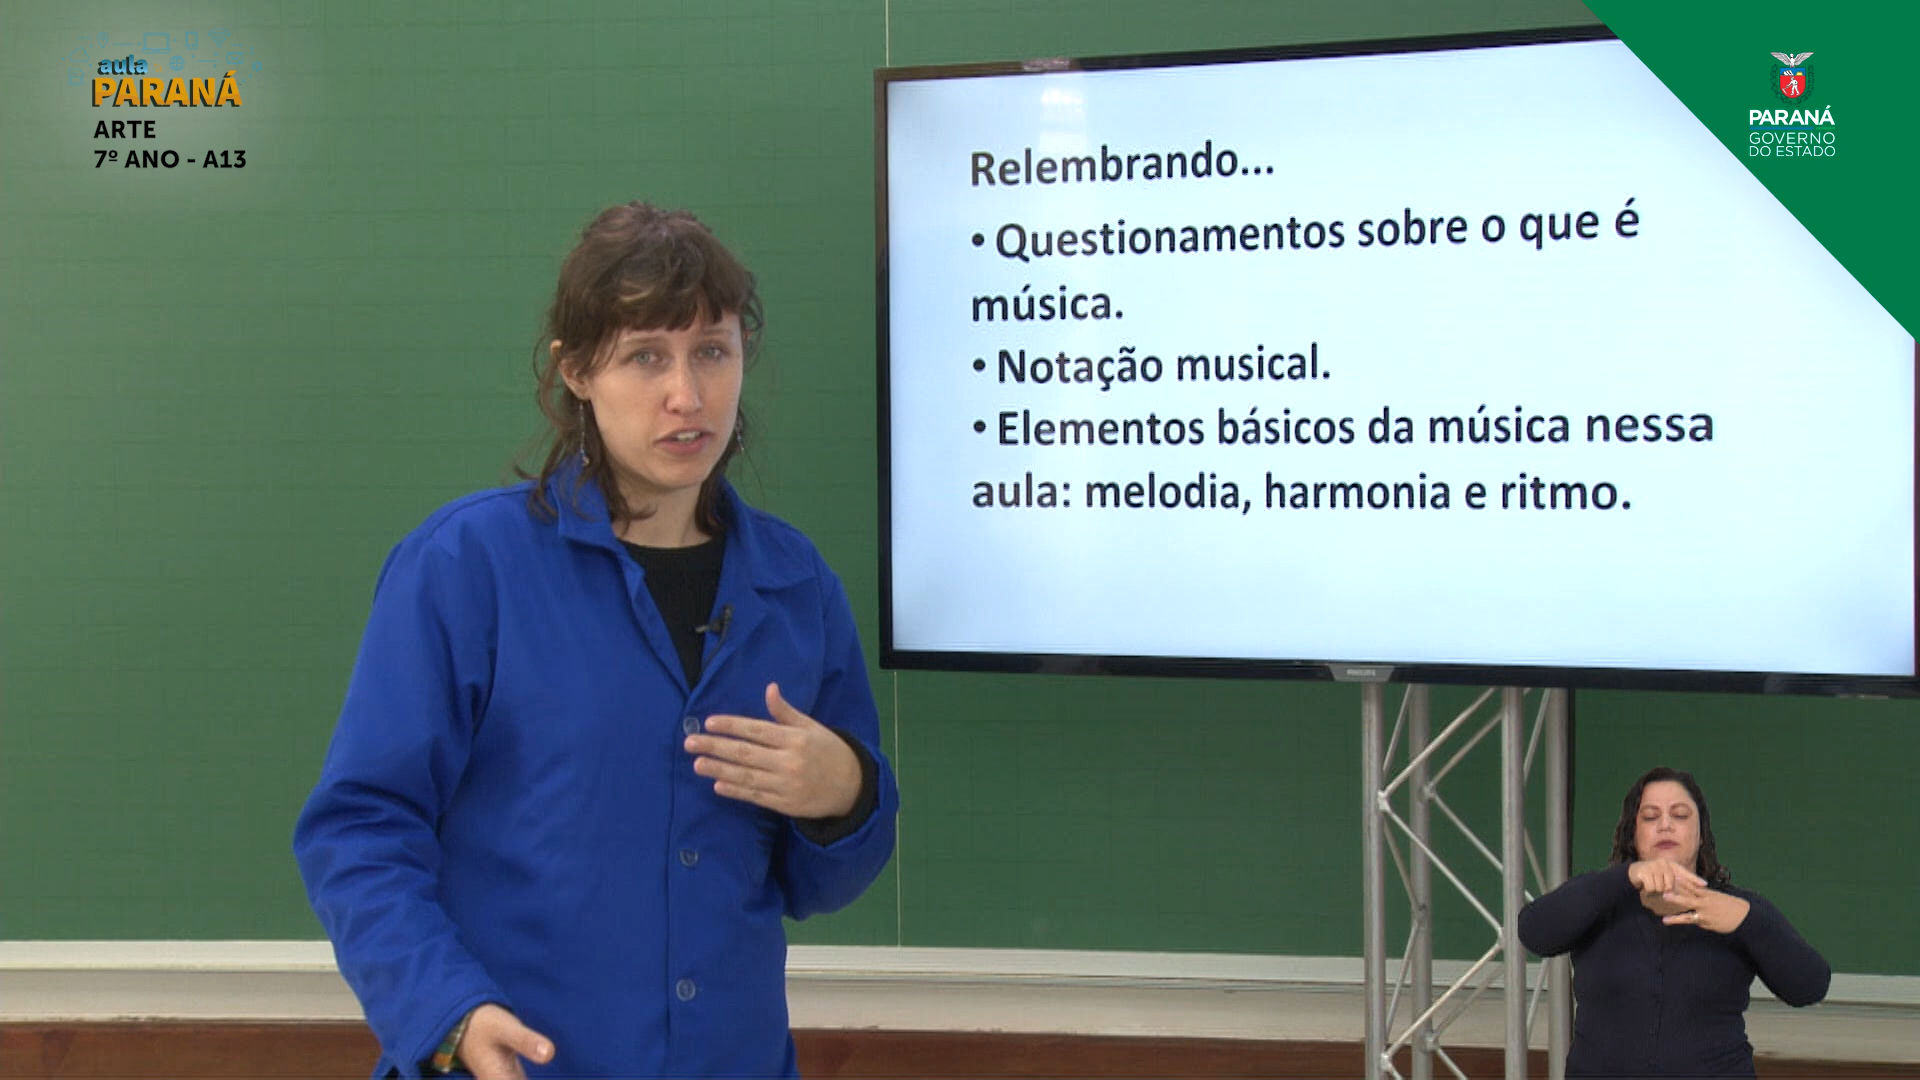 aula
PARANÁ
ARTE
7º ANO - A13
PARANÁ
GOVERNO
DO ESTADO
Relembrando...
• Questionamentos sobre o que é
música.
• Notação musical.
• Elementos básicos da música nessa
aula: melodia, harmonia e ritmo.
PHILIPS